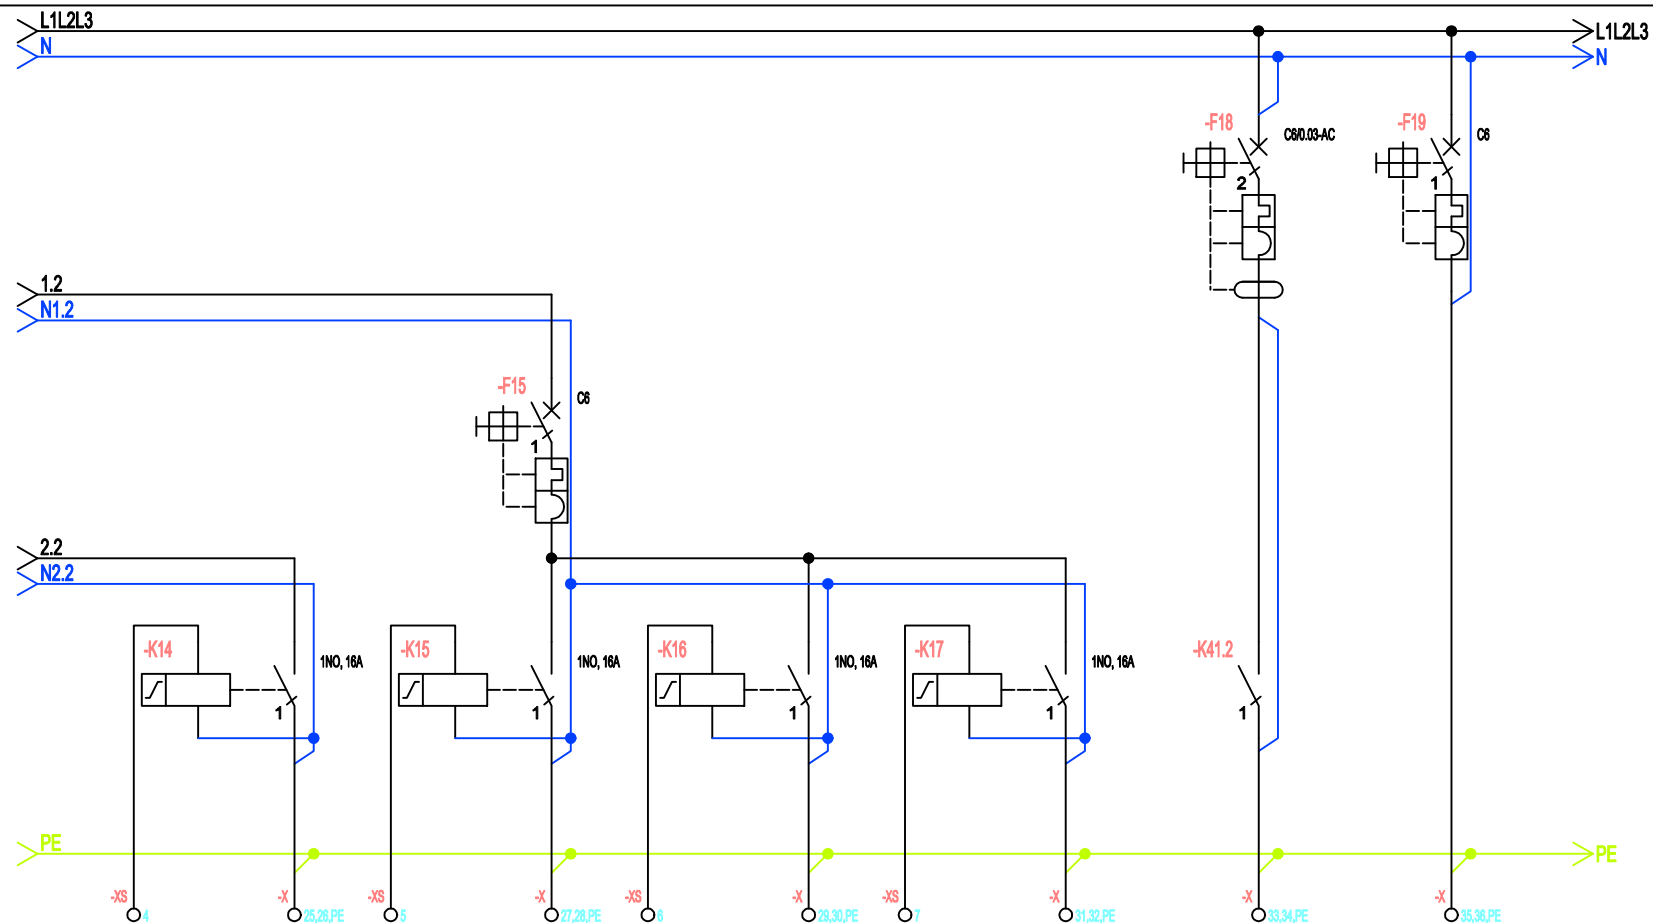 L1L2L3
L1L2L3
N
N
-F18
C6/0.03-AC
-F19
C6
2
1
1.2
N1.2
-F15
C6
1
2.2
N2.2
-K14
1NO, 16A
-K15
1NO, 16A
-K16
1NO, 16A
-K17
1NO, 16A
-K41.2
1
1
1
1
1
PE
PE
-XS
-X
-XS
-X
-XS
-X
-XS
-X
-X
-X
4
25,26,PE
5
27,28,PE
6
29,30,PE
7
31,32,PE
33,34,PE
35,36,PE